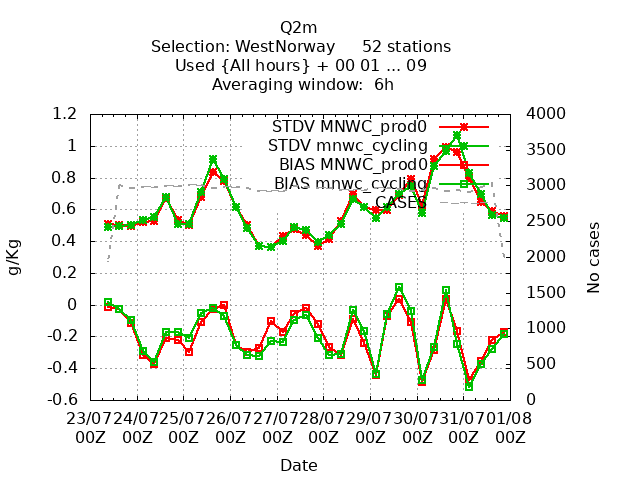 Q2m
Selection: WestNorway 52 stations
Used {All hours} + 00 01 ... 09
Averaging window: 6h
1.2
1
0.8
0.6
0.4
0.2
0
-0.2
-0.4
-0.6
g/Kg
4000
3500
3000
2500
2000
1500
1000
500
0
No cases
STDV MNWC_prod0
STDV mnwc_cycling
BIAS MNWC_prod0
BIAS mnwc_cycling
CASES
23/07 24/07 25/07 26/07 27/07 28/07 29/07 30/07 31/07 01/08
00Z 00Z 00Z 00Z 00Z 00Z 00Z 00Z 00Z 00Z
Date